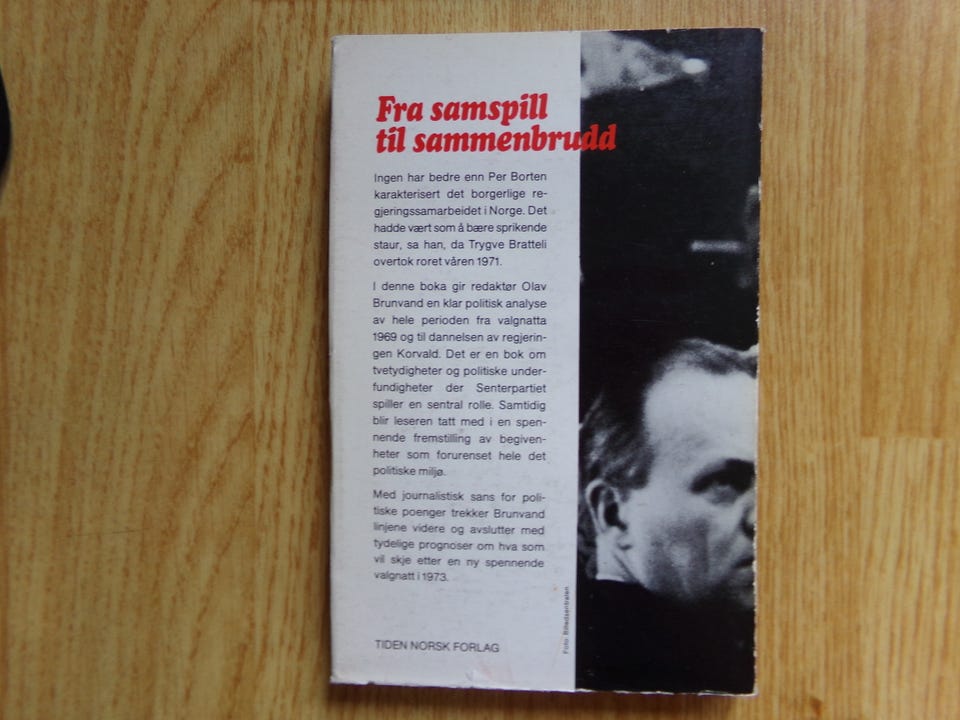 Fra samspill
til sammenbrudd
Ingen har bedre enn Per Borten
karakterisert det borgerlige re-
gjeringssamarbeidet i Norge. Det
hadde vært som å bære sprikende
staur, sa han, da Trygve Bratteli
overtok roret våren 1971.
I denne boka gir redaktør Olav
Brunvand en klar politisk analyse
av hele perioden fra valgnatta
1969 og til dannelsen av regjerin-
gen Korvald. Det er en bok om
tvetydigheter og politiske under-
fundigheter der Senterpartiet
spiller en sentral rolle. Samtidig
blir leseren tatt med i en spen-
nende fremstilling av begiven-
heter som forurenset hele det
politiske miljø.
Med journalistisk sans for poli-
tiske poenger trekker Brunvand
linjene videre og avslutter med
tydelige prognoser om hva som
vil skje etter en ny spennende
valgnatt i 1973.
TIDEN NORSK FORLAG
Foto: Billedsentralen